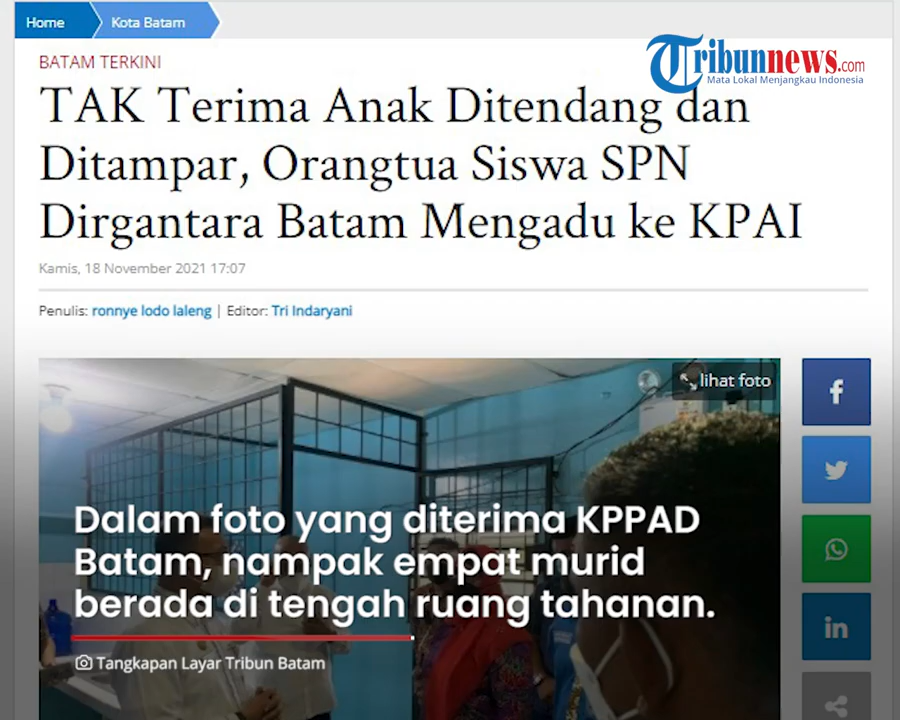 Home
Kota Batam
BATAM TERKINI
Tribunnews.com
Mata Lokal Menjangkau Indonesia
TAK Terima Anak Ditendang dan
Ditampar, Orangtua Siswa SPN
Dirgantara Batam Mengadu ke KPAI
Kamis, 18 November 2021 17:07
Penulis: ronnye lodo laleng | Editor: Tri Indaryani
lihat foto
Dalam foto yang diterima KPPAD
Batam, nampak empat murid
berada di tengah ruang tahanan.
Tangkapan Layar Tribun Batam